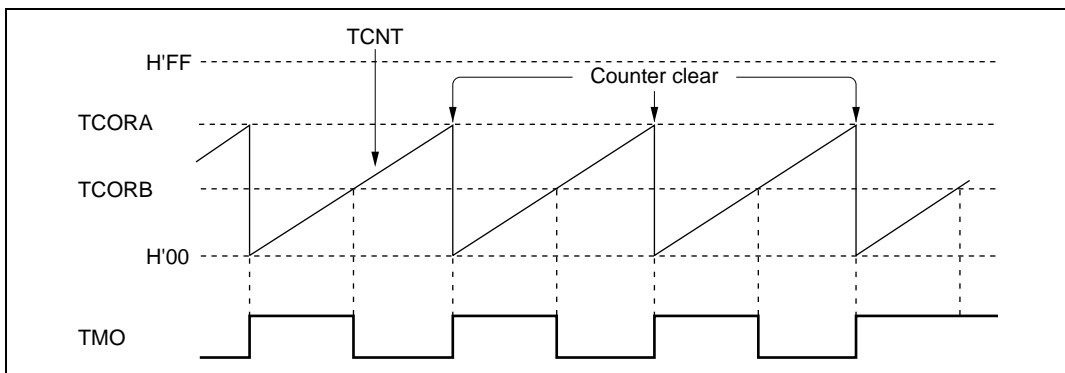 TCNT
H'FF
Counter clear
TCORA
TCORB
H'00
TMO